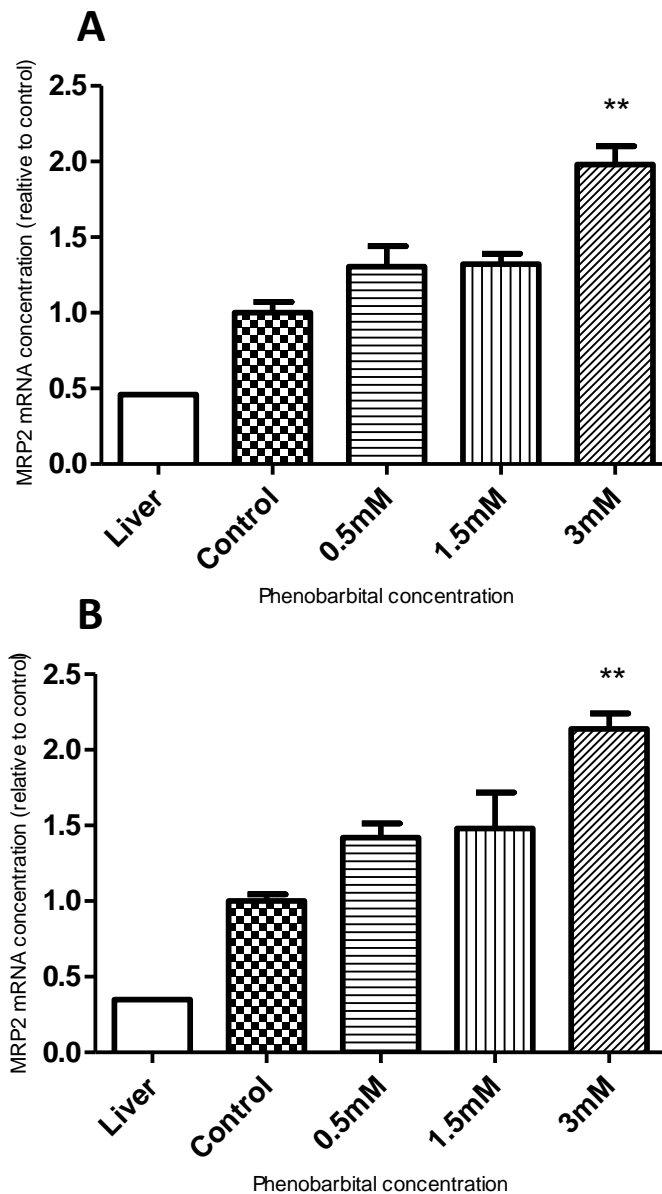 A
MRP2 mRNA concentration (realtive to control)
2.5
2.0
1.5
1.0
0.5
0.0
**
Liver
Control
0.5mM
1.5mM
3mM
Phenobarbital concentration
B
MRP2 mRNA concentration (relative to control)
2.5
2.0
1.5
1.0
0.5
0.0
**
Liver
Control
0.5mM
1.5mM
3mM
Phenobarbital concentration